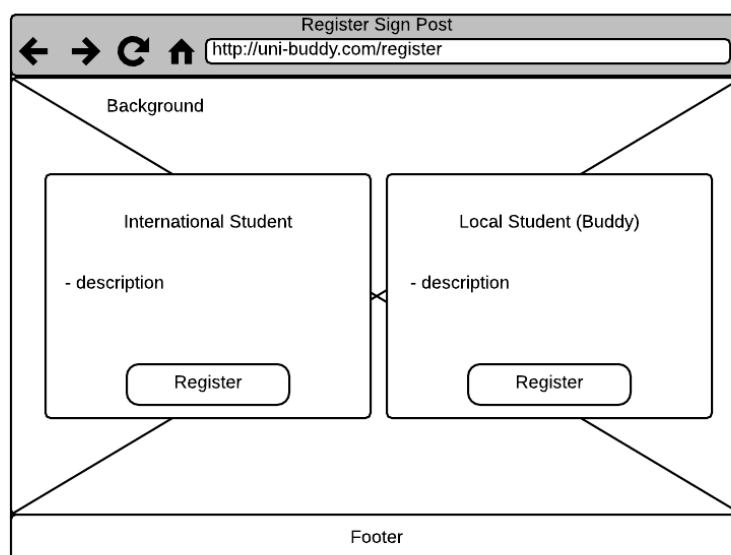 Register Sign Post
http://uni-buddy.com/register
Background
International Student
- description
Register
Local Student (Buddy)
- description
Register
Footer